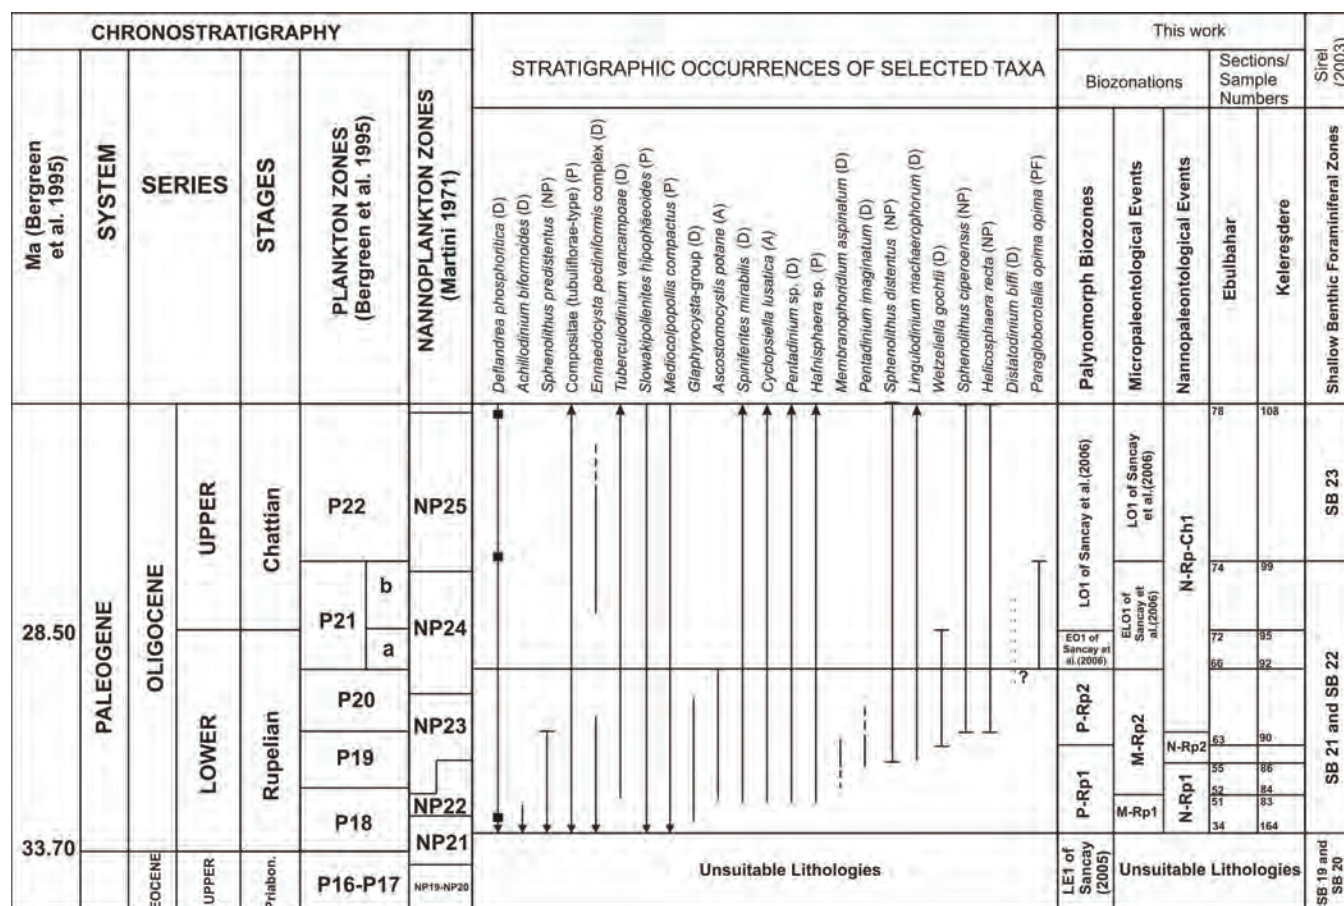 CHRONOSTRATIGRAPHY
STRATIGRAPHIC OCCURRENCES OF SELECTED TAXA
This work
Biozonations
Sections/
Sample
Numbers
Sirel
(2003)
Ma (Bergreen
et al. 1995)
SYSTEM
SERIES
STAGES
PLANKTON ZONES
(Bergreen et al. 1995)
NANNOPLANKTON ZONES
(Martini 1971)
Deflandrea phosphoritica (D)
Achillodinium biformoides (D)
Sphenolithus predistentus (NP)
Compositae (tubuliflorae-type) (P)
Enneadocysta pectiniformis complex (D)
Tuberculodinium vancampoae (D)
Slowakipollenites hipophaeoides (P)
Mediocolpopollis compactus (P)
Glaphyrocysta-group (D)
Ascostomocystis potane (A)
Spiniferites mirabilis (D)
Cyclopsiella lusatica (A)
Pentadinium sp. (D)
Hafnisphaera sp. (P)
Membranophoridium aspinatum (D)
Pentadinium imaginatum (D)
Sphenolithus distentus (NP)
Lingulodinium machaerophorum (D)
Wetzeliella gochtii (D)
Sphenolithus ciperoensis (NP)
Helicosphaera recta (NP)
Distatodinium biffi (D)
Paragloborotalia opima opima (PF)
Palynomorph Biozones
Micropaleontological Events
Nannopaleontological Events
Ebulbahar
Kelereşdere
Shallow Benthic Framiniferal Zones
28.50
33.70
PALEOGENE
OLIGOCENE
EOCENE
UPPER
LOWER
UPPER
Chattian
Rupelian
Priabon.
P22
P21
b
a
P20
P19
P18
P16-P17
NP25
NP24
NP23
NP22
NP21
NP19-NP20
?
Unsuitable Lithologies
LO1 of Sancay et al.(2006)
EO1 of
Sancay et
al.(2006)
P-Rp2
P-Rp1
LE1 of
Sancay
(2005)
LO1 of Sancay
et al.(2006)
ELO1 of
Sancay et
al.(2006)
M-Rp2
M-Rp1
N-Rp-Ch1
N-Rp2
N-Rp1
Unsuitable Lithologies
78
74
72
66
63
55
52
51
34
108
99
95
92
90
86
84
83
164
SB 23
SB 21 and SB 22
SB 19 and
SB 20